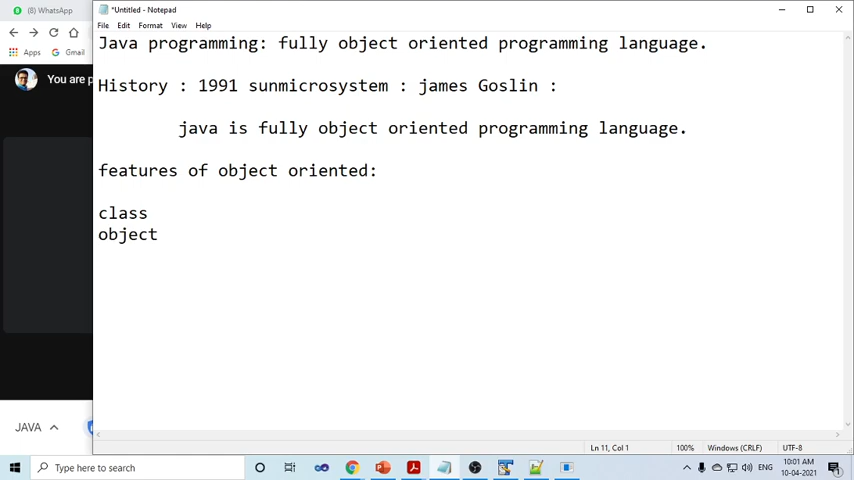 (8) WhatsApp
*Untitled - Notepad
File Edit Format View Help
Apps Gmail
You are p
Java programming: fully object oriented programming language.
History : 1991 sunmicrosystem : james Goslin :
java is fully object oriented programming language.
features of object oriented:
class
object
JAVA
Ln 11, Col 1 100% Windows (CRLF) UTF-8
Type here to search
ENG
10:01 AM
10-04-2021